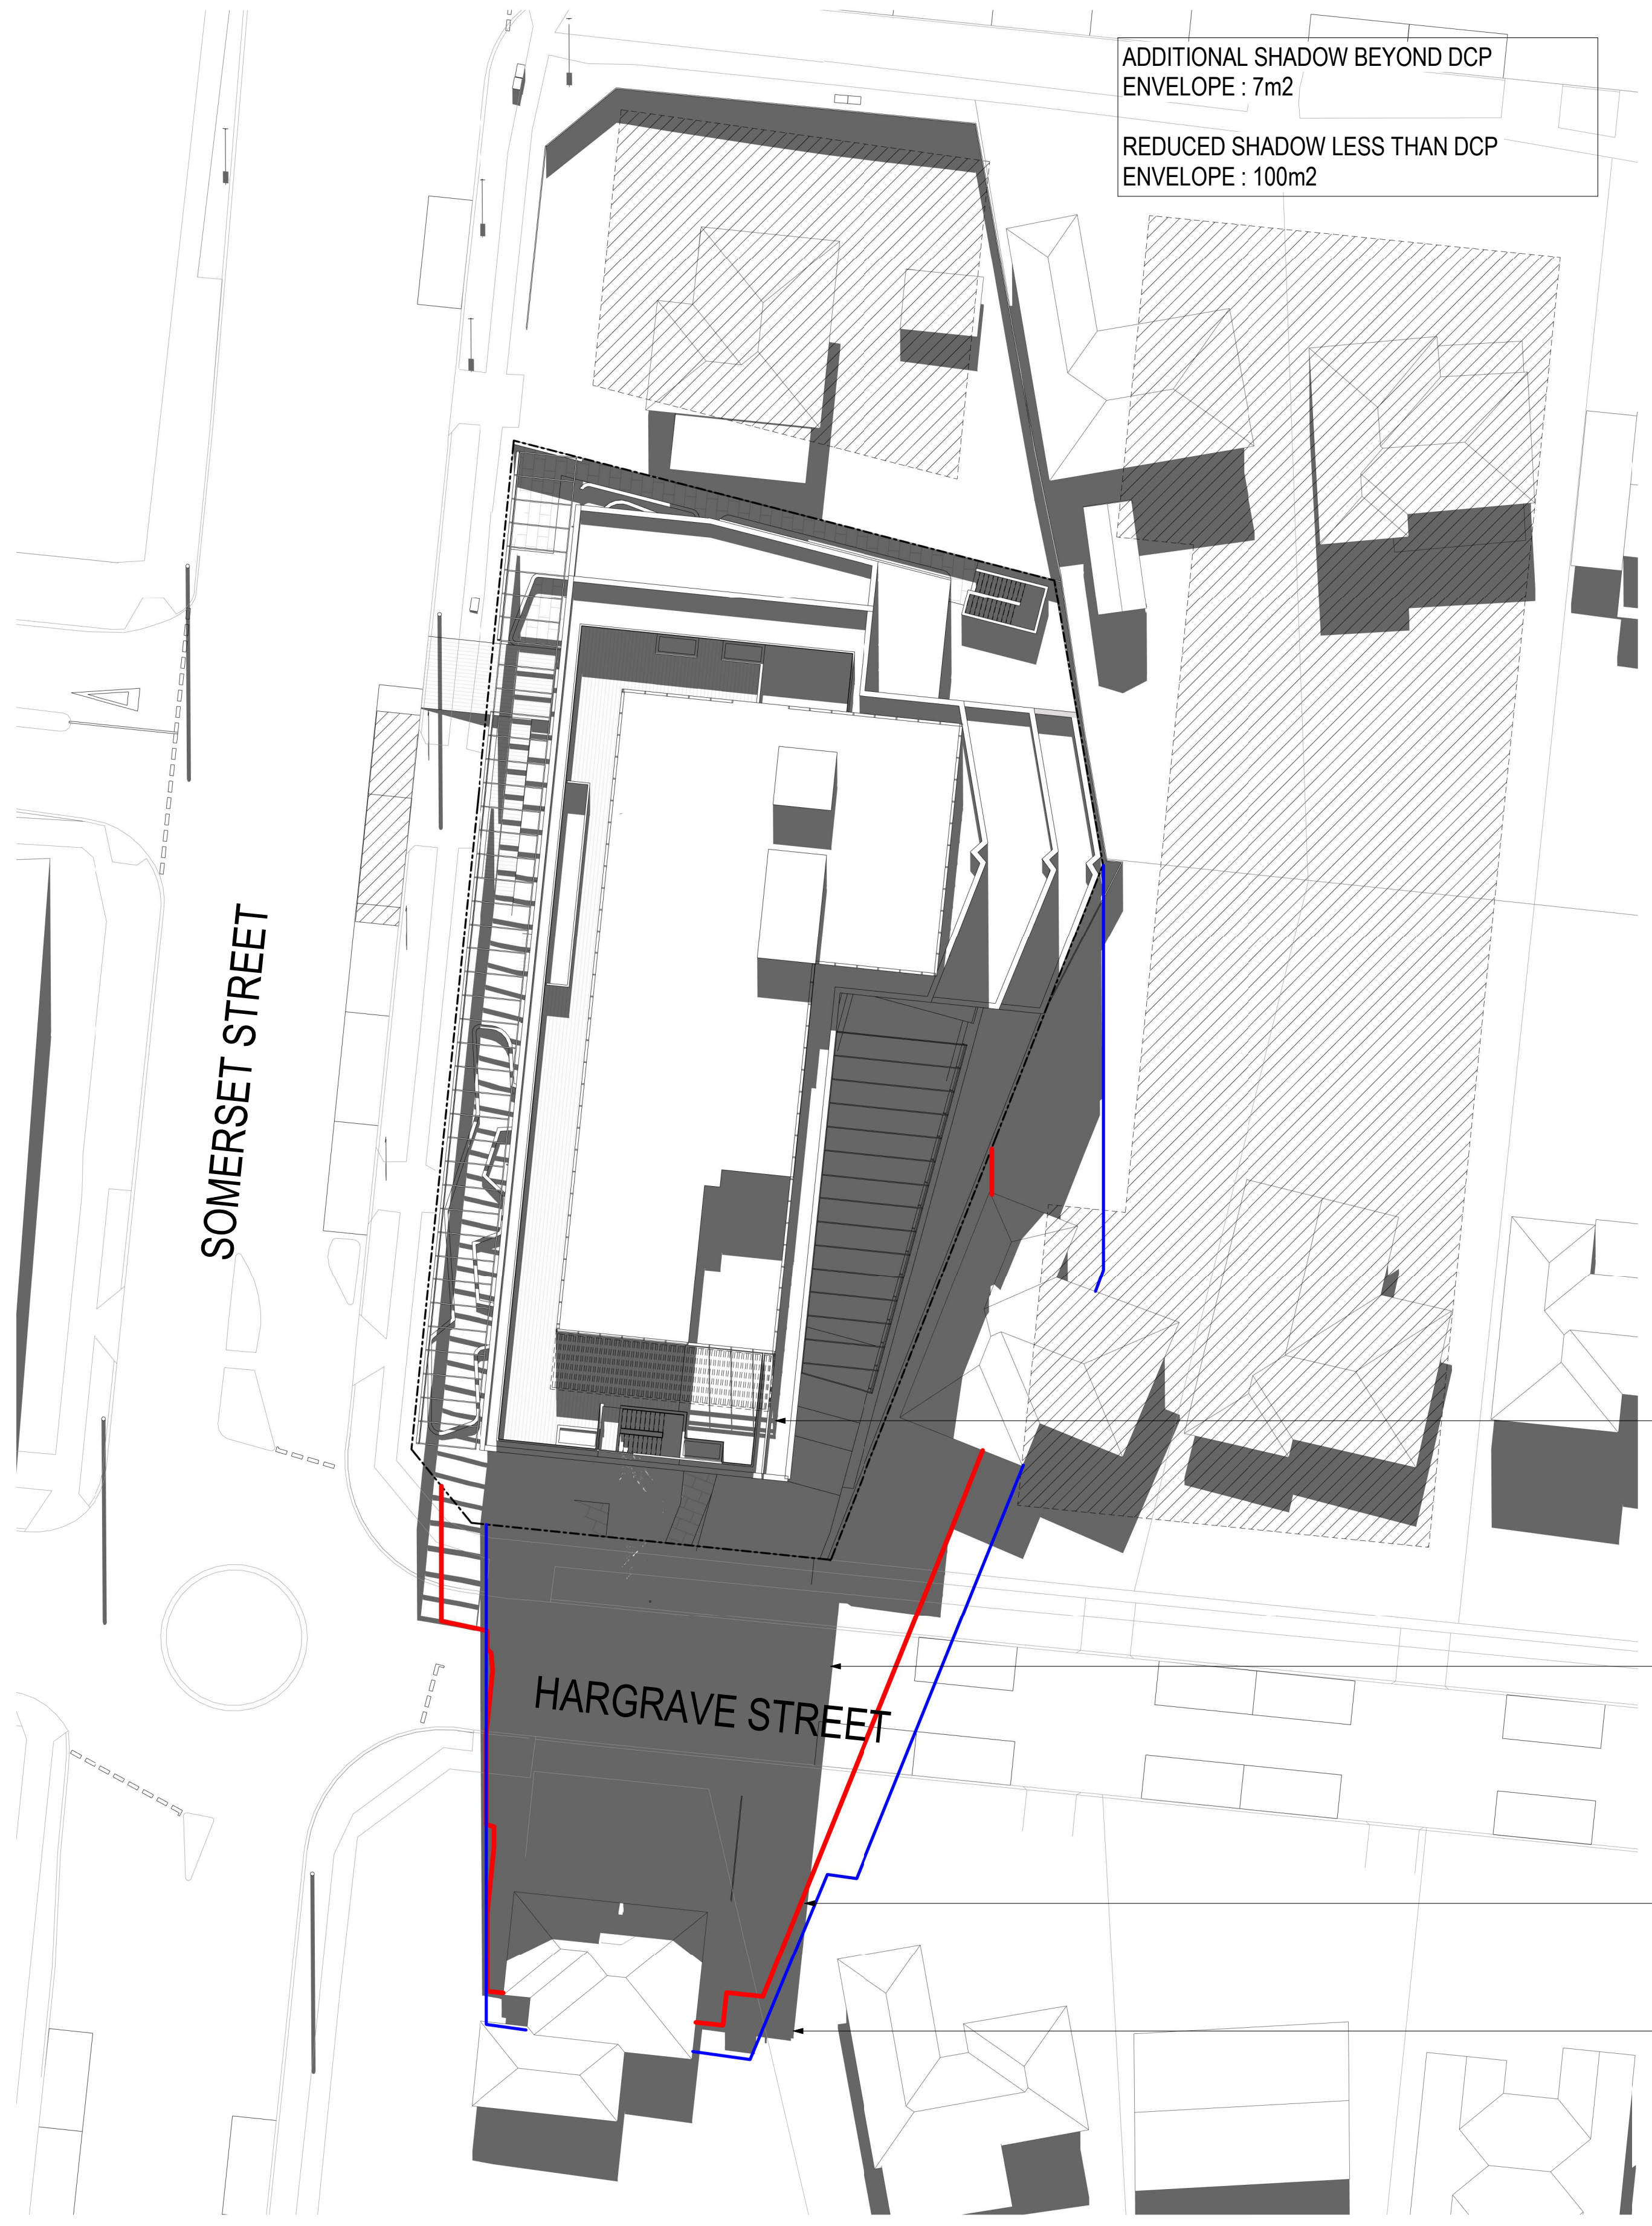 ADDITIONAL SHADOW BEYOND DCP
ENVELOPE : 7m2
REDUCED SHADOW LESS THAN DCP
ENVELOPE : 100m2
SOMERSET STREET
HARGRAVE STREET